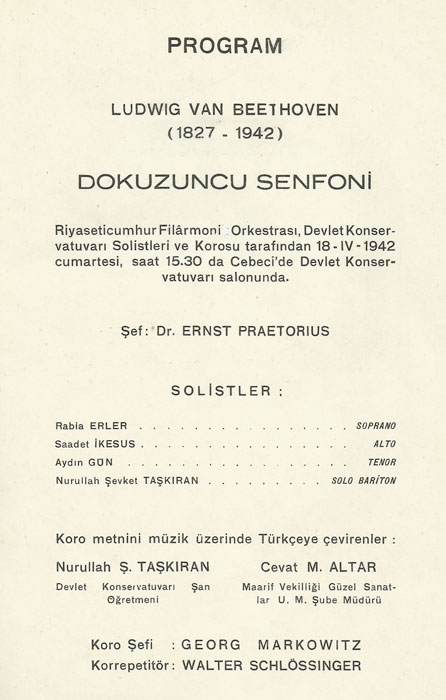 PROGRAM
LUDWIG VAN BEETHOVEN
(1827 - 1942)
DOKUZUNCU SENFONİ
Riyaseticumhur Filârmoni Orkestrası, Devlet Konser-
vatuvarı Solistleri ve Korosu tarafından 18-IV-1942
cumartesi, saat 15.30 da Cebeci'de Devlet Konser-
vatuvarı salonunda.
Şef: Dr. ERNST PRAETORIUS
SOLİSTLER :
Rabia ERLER . . . . . . . . . . . . . . . . SOPRANO
Saadet İKESUS . . . . . . . . . . . . . . . . ALTO
Aydın GÜN . . . . . . . . . . . . . . . . TENOR
Nurullah Şevket TAŞKIRAN . . . . . . . . . SOLO BARİTON
Koro metnini müzik üzerinde Türkçeye çevirenler :
Nurullah Ş. TAŞKIRAN
Devlet Konservatuvarı Şan
Öğretmeni
Cevat M. ALTAR
Maarif Vekilliği Güzel Sanat-
lar U. M. Şube Müdürü
Koro Şefi : GEORG MARKOWITZ
Korrepetitör: WALTER SCHLÖSSINGER